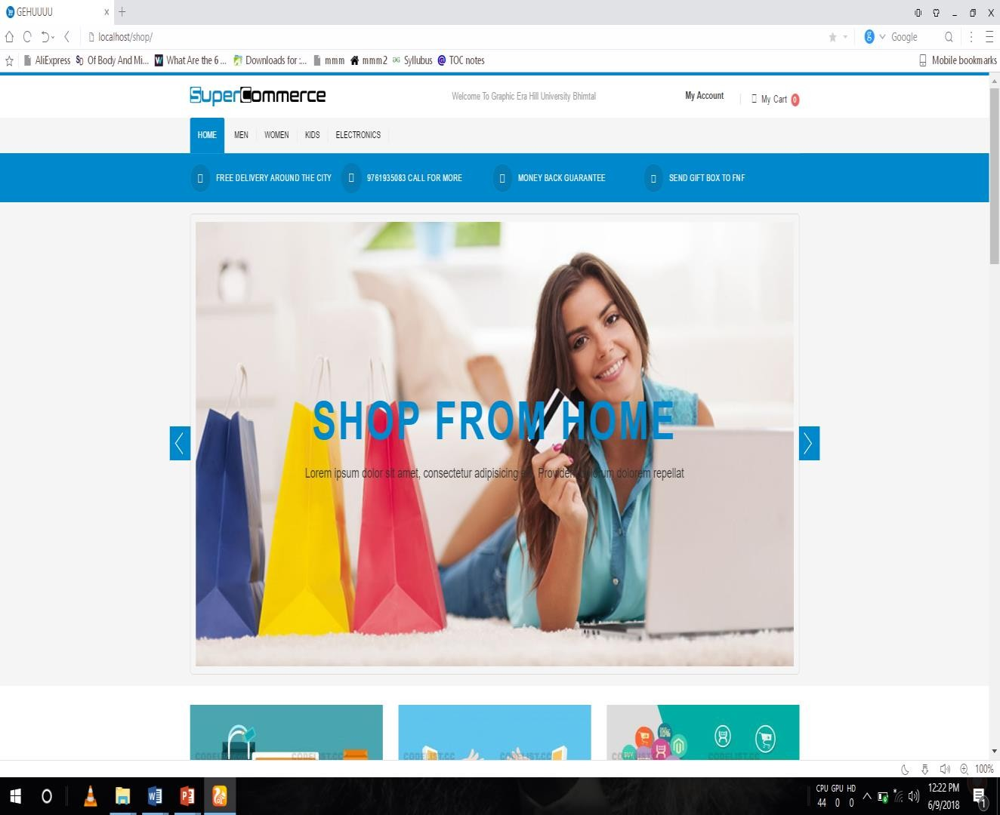 GEHUUUU
localhost/shop/
Google
AliExpress Of Body And Mi... What Are the 6 ... Downloads for :... mmm mmm2 Syllubus TOC notes Mobile bookmarks
SuperCommerce Welcome To Graphic Era Hill University Bhimtal My Account My Cart 0
HOME MEN WOMEN KIDS ELECTRONICS
FREE DELIVERY AROUND THE CITY 9761935083 CALL FOR MORE MONEY BACK GUARANTEE SEND GIFT BOX TO FNF
SHOP FROM HOME
Lorem ipsum dolor sit amet, consectetur adipisicing dolorem repellat
CODELIST.CC CODELIST.CC CODELIST.CC CODELIST.CC CODELIST.CC CODELIST.CC
100%
CPU GPU HD 12:22 PM
44 0 0 6/9/2018 1